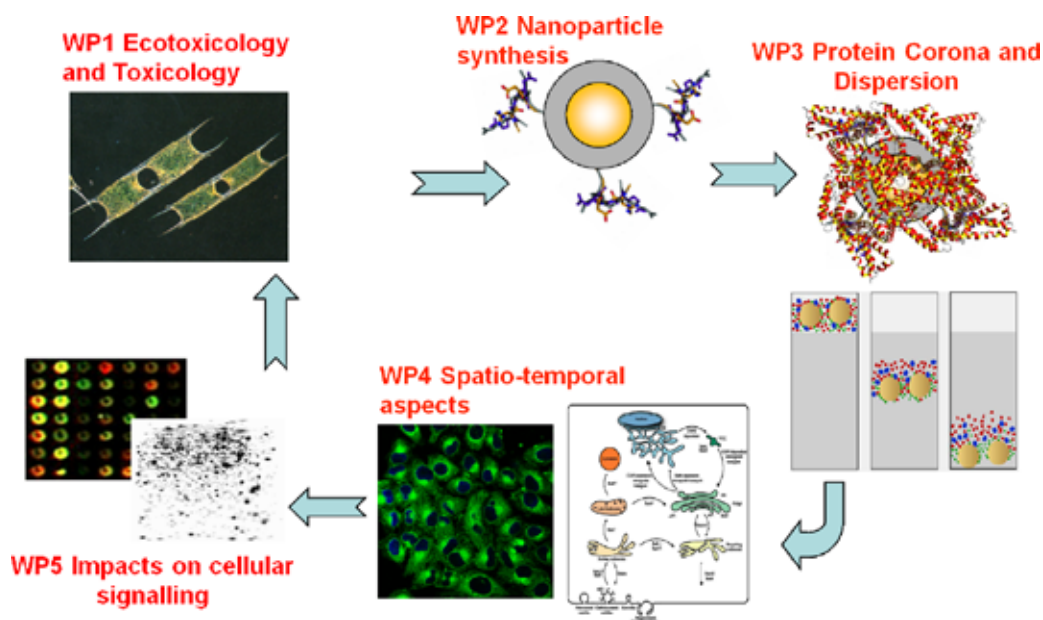 WP1 Ecotoxicology
and Toxicology
WP2 Nanoparticle
synthesis
WP3 Protein Corona and
Dispersion
WP4 Spatio-temporal
aspects
WP5 Impacts on cellular
signalling